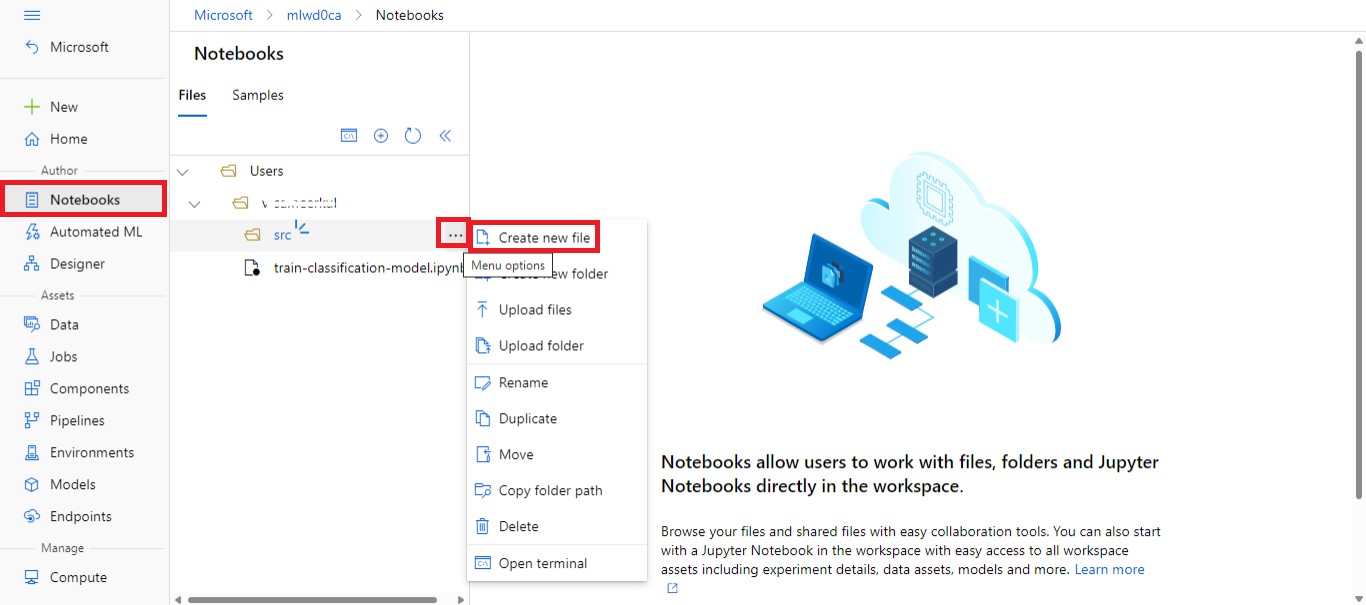 Microsoft > mlwd0ca > Notebooks
Microsoft
New
Home
Author
Notebooks
Automated ML
Designer
Assets
Data
Jobs
Components
Pipelines
Environments
Models
Endpoints
Manage
Compute
Notebooks
Files Samples
Users
src
train-classification-model.ipynb
Create new file
Menu options
new folder
Upload files
Upload folder
Rename
Duplicate
Move
Copy folder path
Delete
Open terminal
Notebooks allow users to work with files, folders and Jupyter
Notebooks directly in the workspace.
Browse your files and shared files with easy collaboration tools. You can also start
with a Jupyter Notebook in the workspace with easy access to all workspace
assets including experiment details, data assets, models and more. Learn more